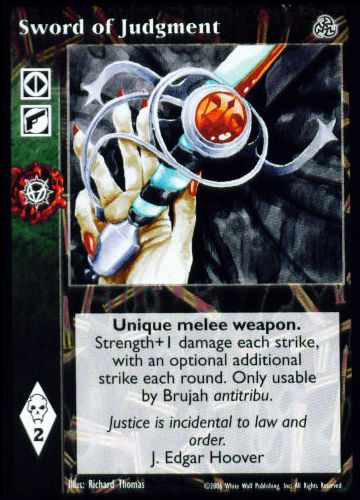 Sword of Judgment
Unique melee weapon.
Strength+1 damage each strike,
with an optional additional
strike each round. Only usable
by Brujah antitribu.
Justice is incidental to law and
order.
J. Edgar Hoover
2
Illus: Richard Thomas
©2006 White Wolf Publishing, Inc. All Rights Reserved.